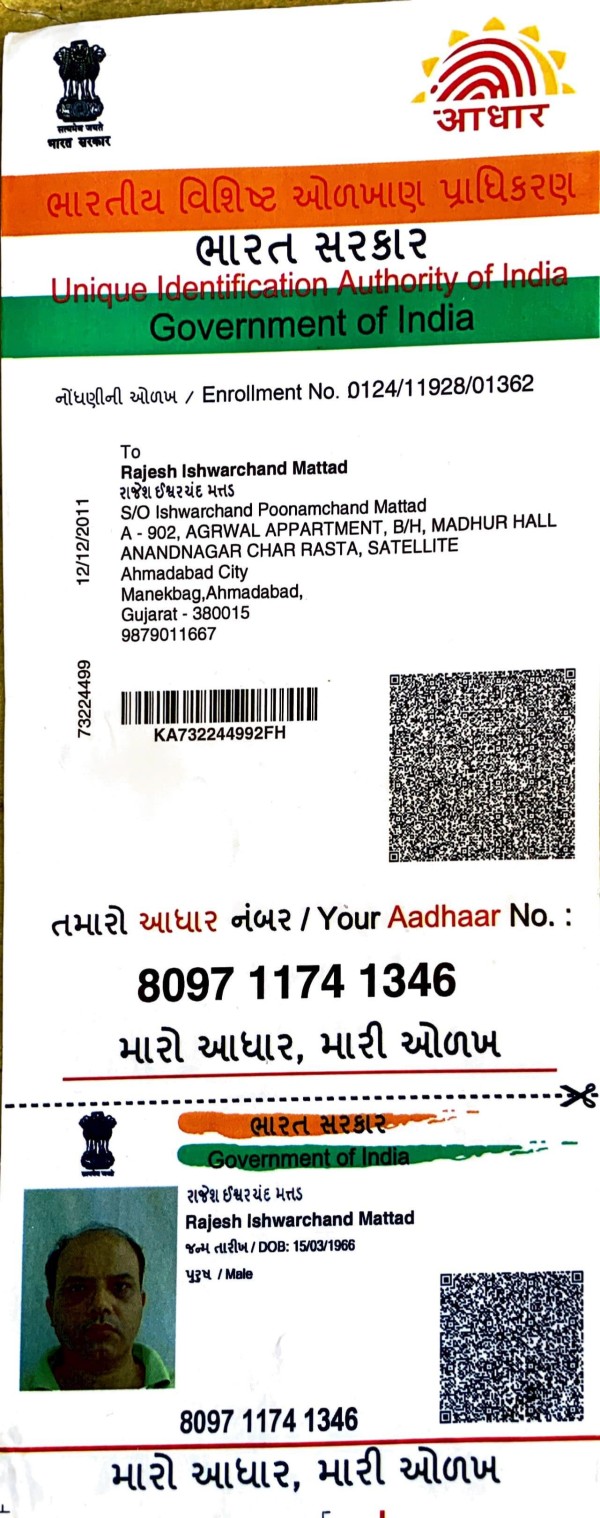 सत्यमेव जयते
भारत सरकार
आधार
ભારતીય વિશિષ્ટ ઓળખાણ પ્રાધિકરણ
ભારત સરકાર
Unique Identification Authority of India
Government of India
નોંધણીની ઓળખ / Enrollment No. 0124/11928/01362
To
Rajesh Ishwarchand Mattad
રાજેશ ઈશ્વરચંદ મત્તડ
S/O Ishwarchand Poonamchand Mattad
A - 902, AGRWAL APPARTMENT, B/H, MADHUR HALL
ANANDNAGAR CHAR RASTA, SATELLITE
Ahmadabad City
Manekbag,Ahmadabad,
Gujarat - 380015
9879011667
12/12/2011
73224499
KA732244992FH
તમારો આધાર નંબર / Your Aadhaar No. :
8097 1174 1346
મારો આધાર, મારી ઓળખ
ભારત સરકાર
Government of India
રાજેશ ઈશ્વરચંદ મત્તડ
Rajesh Ishwarchand Mattad
જન્મ તારીખ / DOB: 15/03/1966
પુરુષ / Male
8097 1174 1346
મારો આધાર, મારી ઓળખ